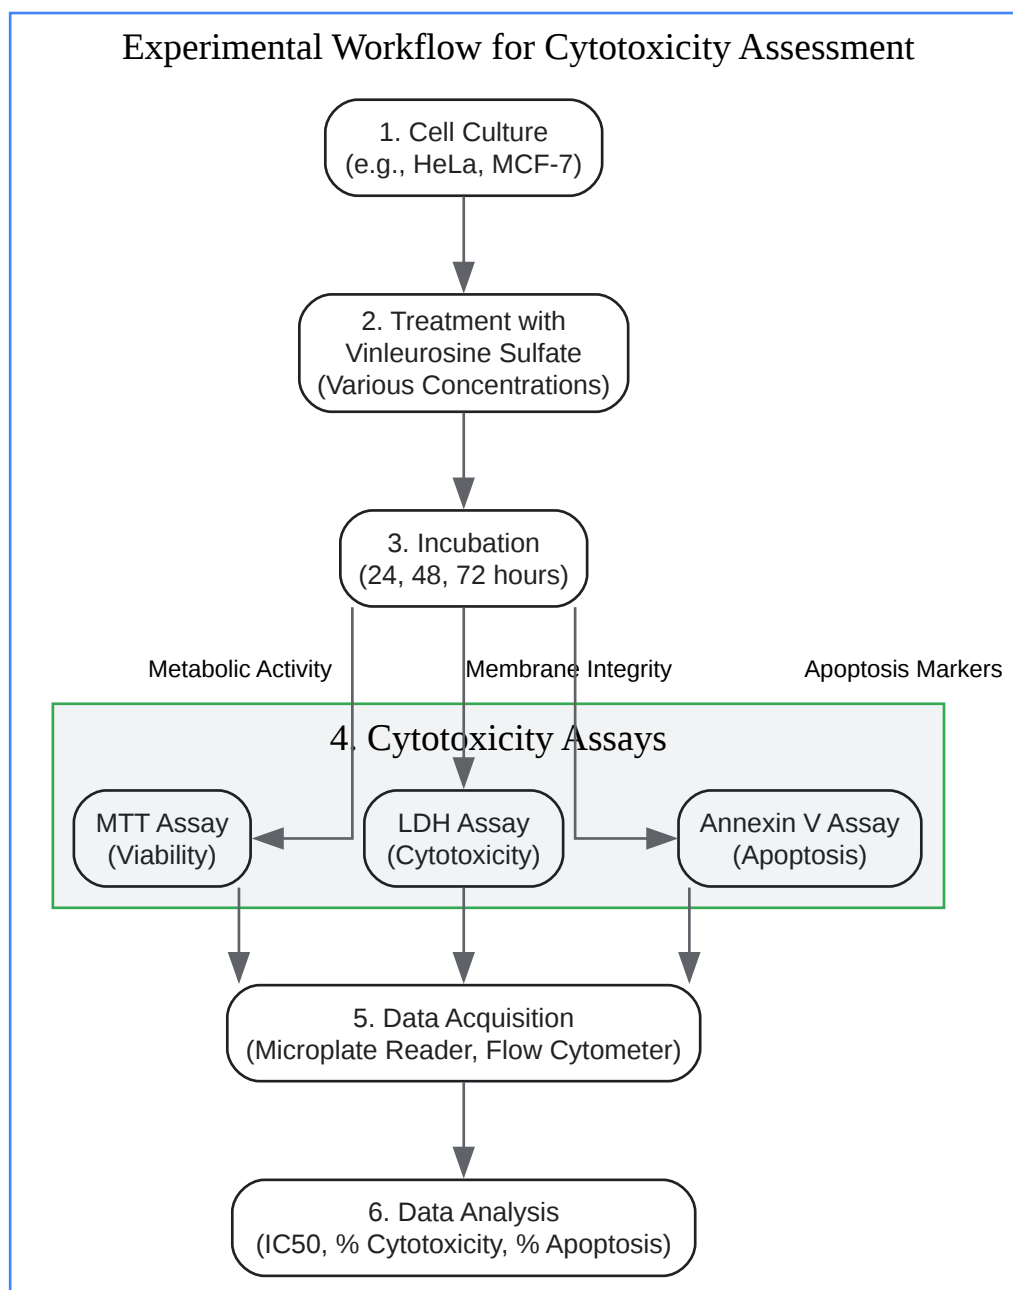 Experimental Workflow for Cytotoxicity Assessment
1. Cell Culture
(e.g., HeLa, MCF-7)
2. Treatment with
Vinleurosine Sulfate
(Various Concentrations)
3. Incubation
(24, 48, 72 hours)
Metabolic Activity
Membrane Integrity
Apoptosis Markers
4. Cytotoxicity Assays
MTT Assay
(Viability)
LDH Assay
(Cytotoxicity)
Annexin V Assay
(Apoptosis)
5. Data Acquisition
(Microplate Reader, Flow Cytometer)
6. Data Analysis
(IC50, % Cytotoxicity, % Apoptosis)